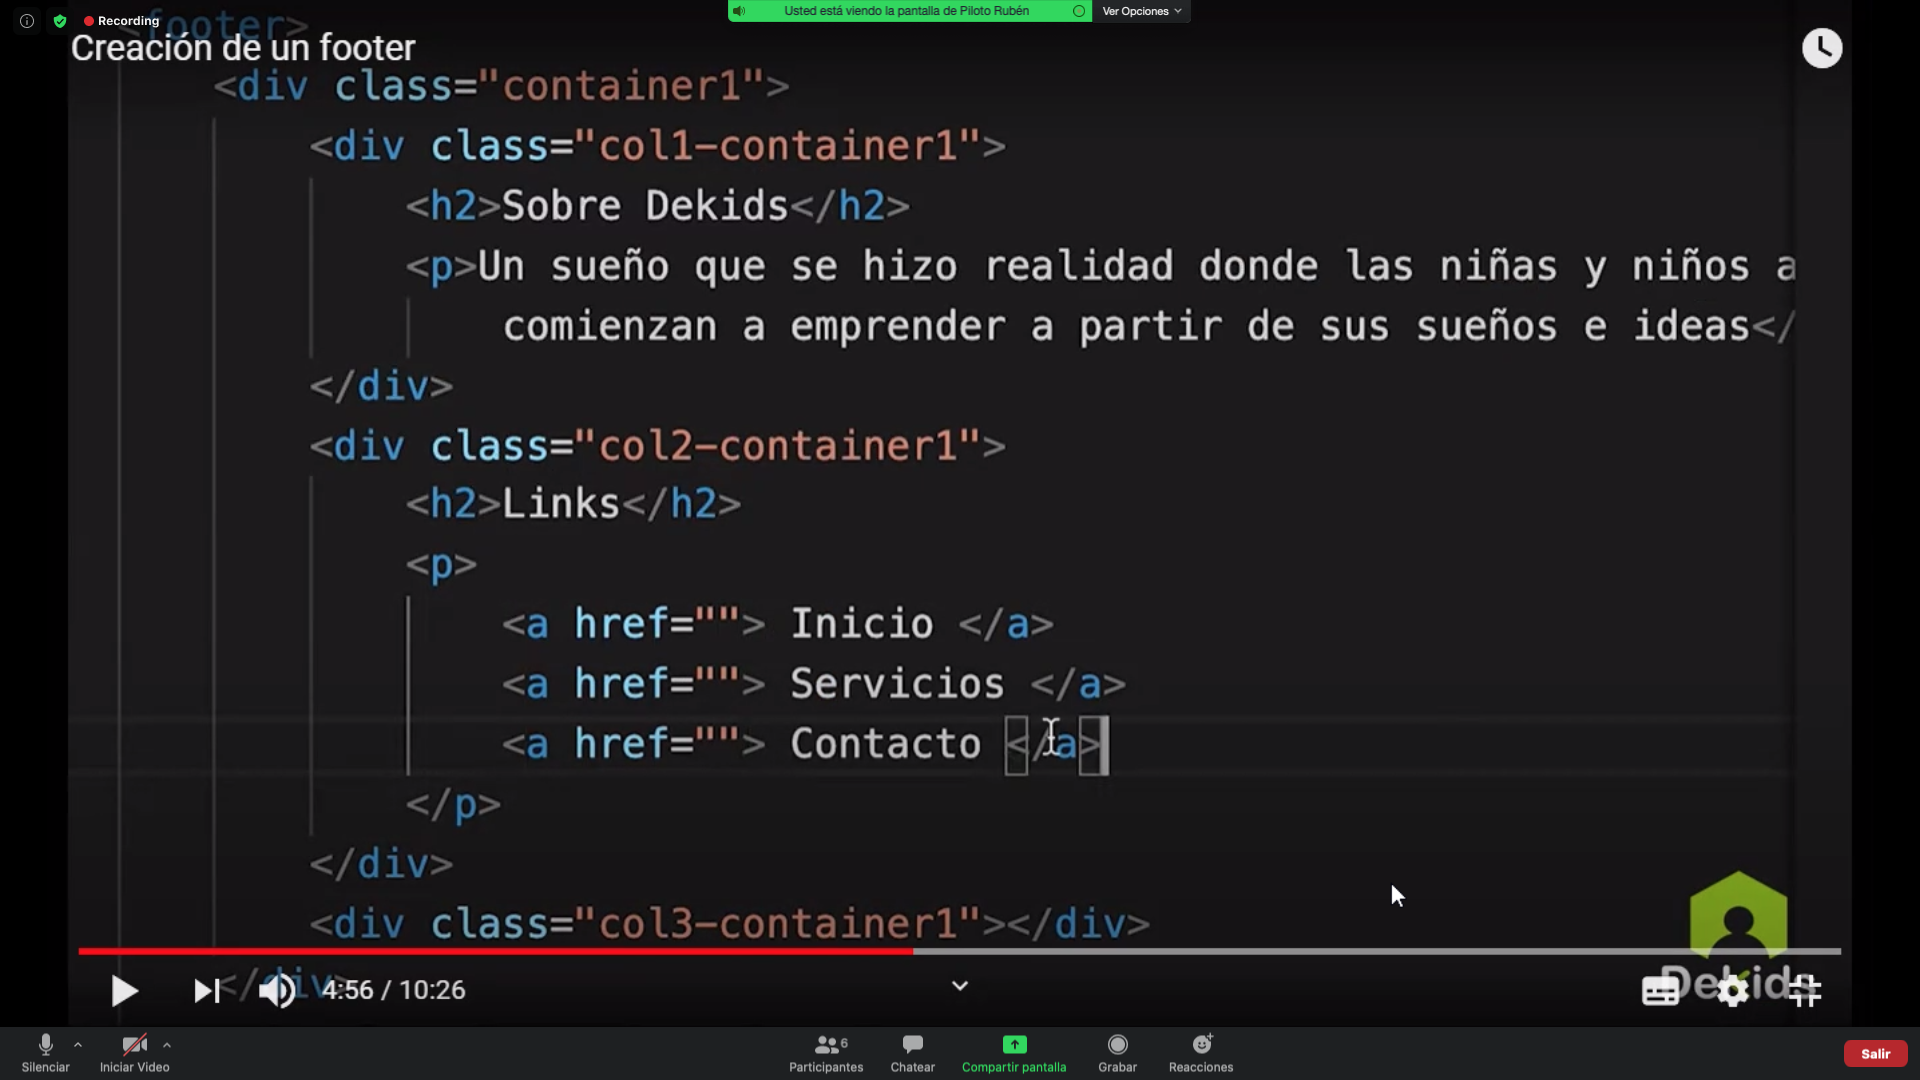 Recording
Usted está viendo la pantalla de Piloto Rubén
Ver Opciones
<footer>
Creación de un footer
<div class="container1">
<div class="col1-container1">
<h2>Sobre Dekids</h2>
<p>Un sueño que se hizo realidad donde las niñas y niños a
comienzan a emprender a partir de sus sueños e ideas</
</div>
<div class="col2-container1">
<h2>Links</h2>
<p>
<a href=""> Inicio </a>
<a href=""> Servicios </a>
<a href=""> Contacto </a>
</p>
</div>
<div class="col3-container1"></div>
</div>
4:56 / 10:26
Dekids
Silenciar
Iniciar Video
6
Participantes
Chatear
Compartir pantalla
Grabar
Reacciones
Salir